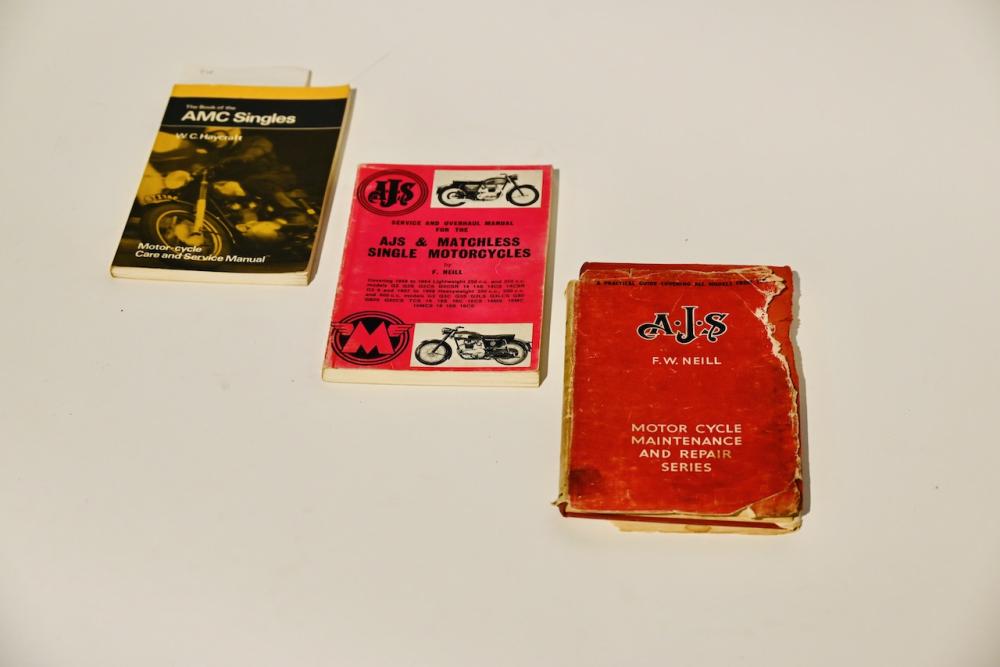 The Book of the
AMC Singles
W. C. Haycraft
Motor-cycle
Care and Service Manual
AJS
SERVICE AND OVERHAUL MANUAL
FOR THE
AJS & MATCHLESS
SINGLE MOTORCYCLES
by
F. NEILL
M
A PRACTICAL GUIDE COVERING ALL MODELS FROM
A·J·S
F. W. NEILL
MOTOR CYCLE
MAINTENANCE
AND REPAIR
SERIES